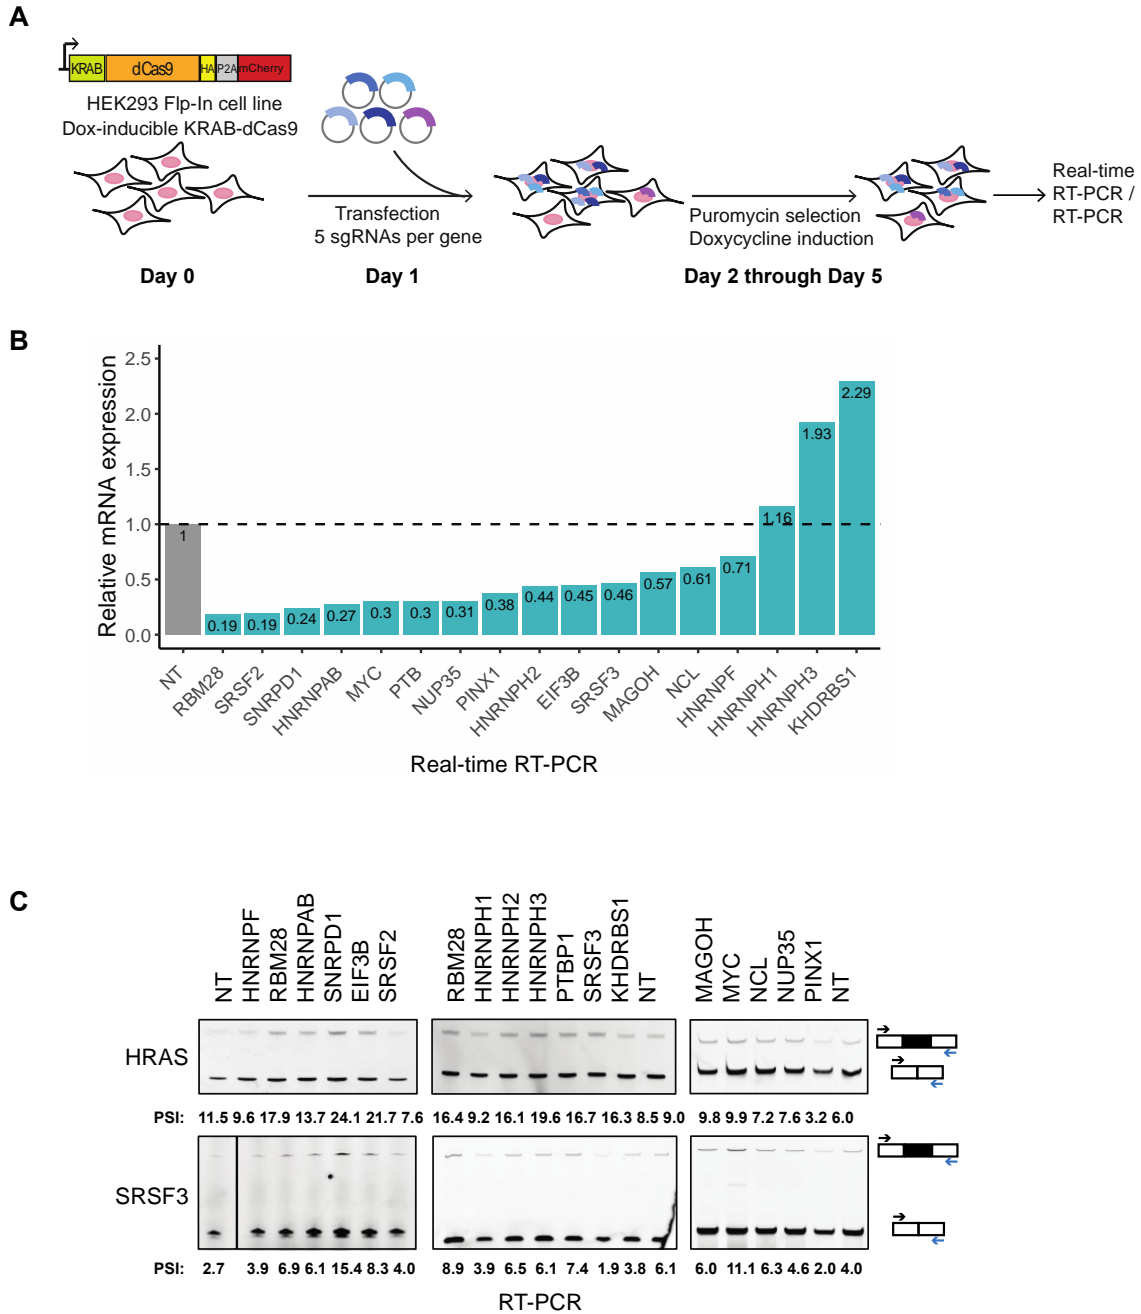 A
KRAB
dCas9
HA
P2A
mCherry
HEK293 Flp-In cell line
Dox-inducible KRAB-dCas9
Transfection
5 sgRNAs per gene
Puromycin selection
Doxycycline induction
Real-time
RT-PCR /
RT-PCR
Day 0
Day 1
Day 2 through Day 5
B
Relative mRNA expression
2.5
2.0
1.5
1.0
0.5
0.0
1
0.19
0.19
0.24
0.27
0.3
0.3
0.31
0.38
0.44
0.45
0.46
0.57
0.61
0.71
1.16
1.93
2.29
NT
RBM28
SRSF2
SNRPD1
HNRNPAB
MYC
PTB
NUP35
PINX1
HNRNPH2
EIF3B
SRSF3
MAGOH
NCL
HNRNPF
HNRNPH1
HNRNPH3
KHDRBS1
Real-time RT-PCR
C
NT
HNRNPF
RBM28
HNRNPAB
SNRPD1
EIF3B
SRSF2
RBM28
HNRNPH1
HNRNPH2
HNRNPH3
PTBP1
SRSF3
KHDRBS1
NT
MAGOH
MYC
NCL
NUP35
PINX1
NT
HRAS
PSI: 11.5 9.6 17.9 13.7 24.1 21.7 7.6 16.4 9.2 16.1 19.6 16.7 16.3 8.5 9.0 9.8 9.9 7.2 7.6 3.2 6.0
SRSF3
PSI: 2.7 3.9 6.9 6.1 15.4 8.3 4.0 8.9 3.9 6.5 6.1 7.4 1.9 3.8 6.1 6.0 11.1 6.3 4.6 2.0 4.0
RT-PCR